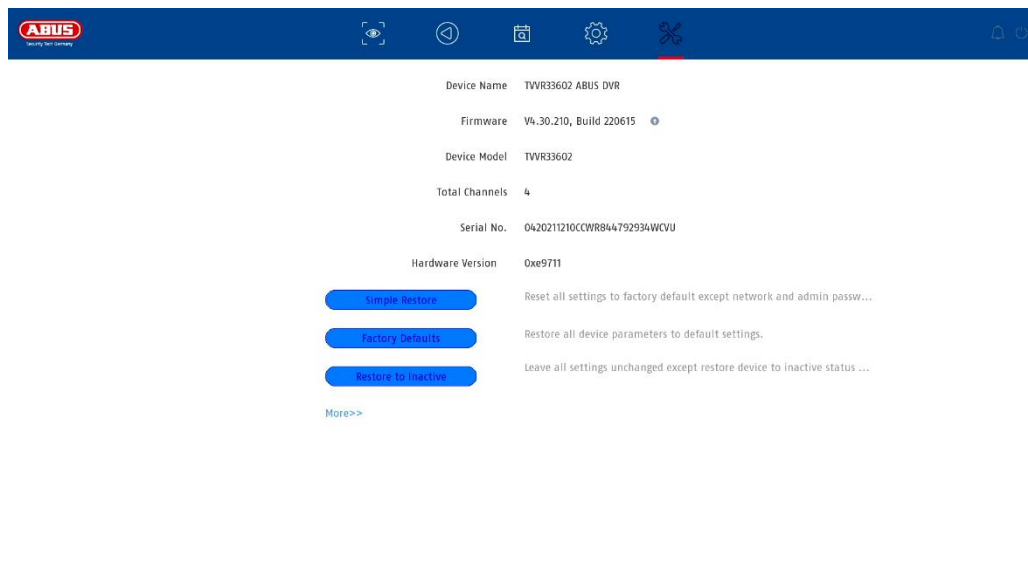 ABUS
Security Tech Germany
Device Name TVVR33602 ABUS DVR
Firmware V4.30.210, Build 220615
Device Model TVVR33602
Total Channels 4
Serial No. 0420211210CCWR844792934WCVU
Hardware Version 0xe9711
Simple Restore Reset all settings to factory default except network and admin passw...
Factory Defaults Restore all device parameters to default settings.
Restore to Inactive Leave all settings unchanged except restore device to inactive status ...
More>>